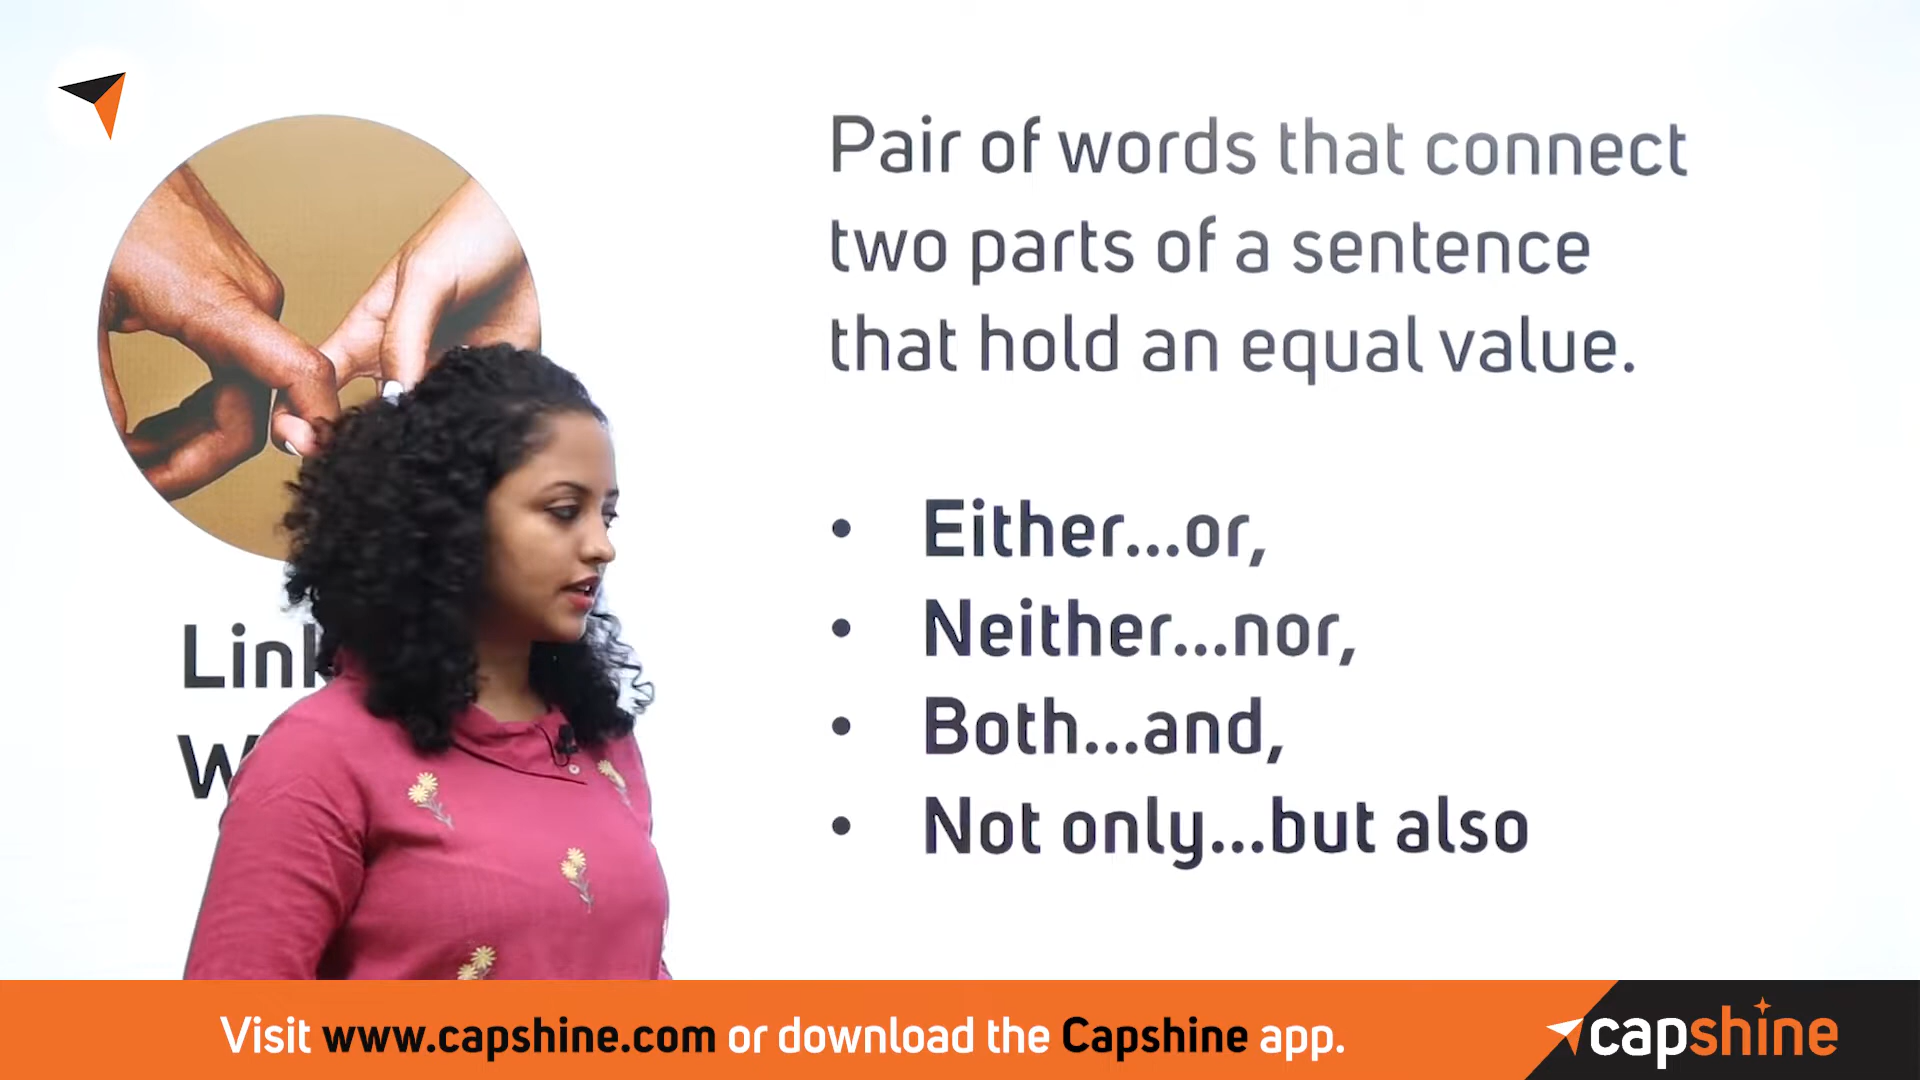 Pair of words that connect
two parts of a sentence
that hold an equal value.
• Either...or,
• Neither...nor,
• Both...and,
• Not only...but also
Visit www.capshine.com or download the Capshine app.
capshine